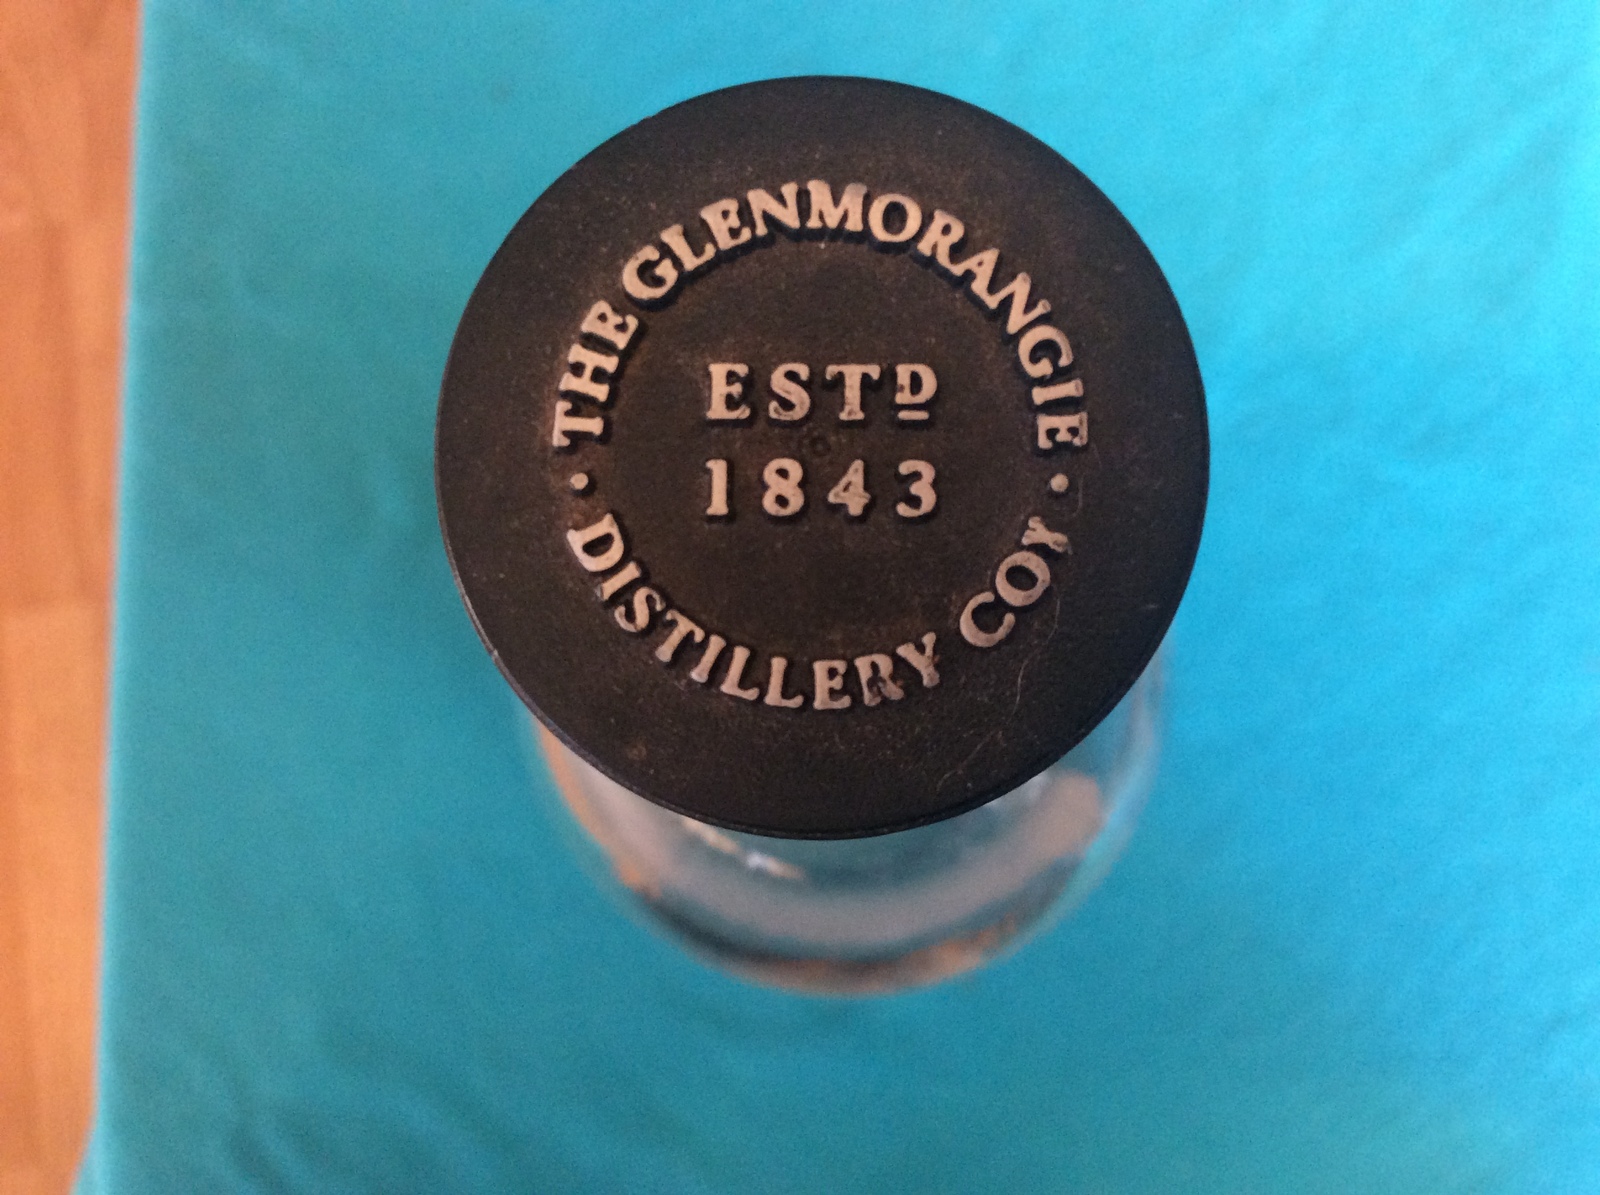 THE GLENMORANGIE
ESTD
1843
· DISTILLERY COY ·